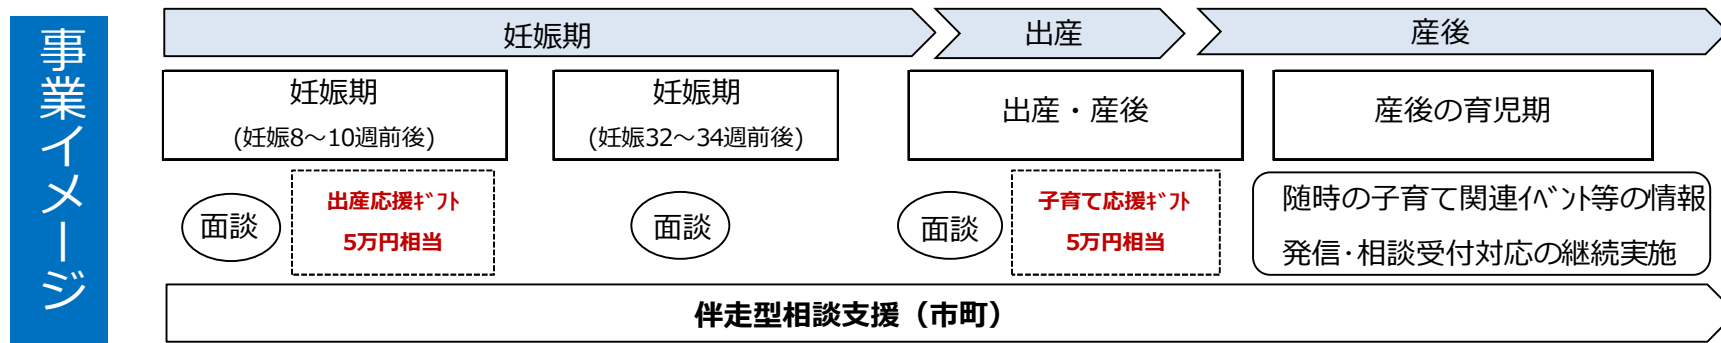 事業イメージ
妊娠期
出産
産後
妊娠期
(妊娠8～10週前後)
妊娠期
(妊娠32～34週前後)
出産・産後
産後の育児期
面談
出産応援ｷﾞﾌﾄ
5万円相当
面談
面談
子育て応援ｷﾞﾌﾄ
5万円相当
随時の子育て関連ｲﾍﾞﾝﾄ等の情報
発信･相談受付対応の継続実施
伴走型相談支援（市町）